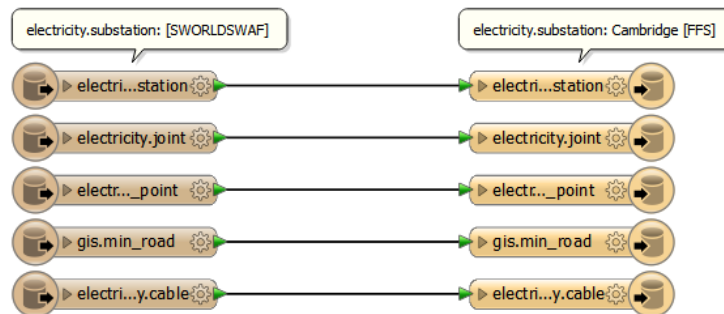 electricity.substation: [SWORLDSWAF]
electricity.substation: Cambridge [FFS]
electri...station
electri...station
electricity.joint
electricity.joint
electr..._point
electr..._point
gis.min_road
gis.min_road
electri...y.cable
electri...y.cable